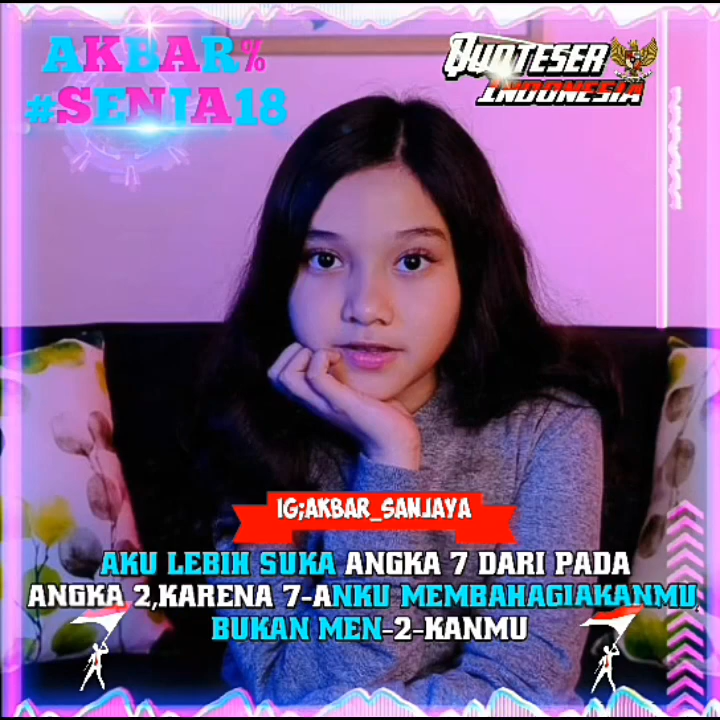 AKBAR%
#SENJA18
QUOTESER
INDONESIA
IG;AKBAR_SANJAYA
AKU LEBIH SUKA ANGKA 7 DARI PADA
ANGKA 2,KARENA 7-ANKU MEMBAHAGIAKANMU,
BUKAN MEN-2-KANMU